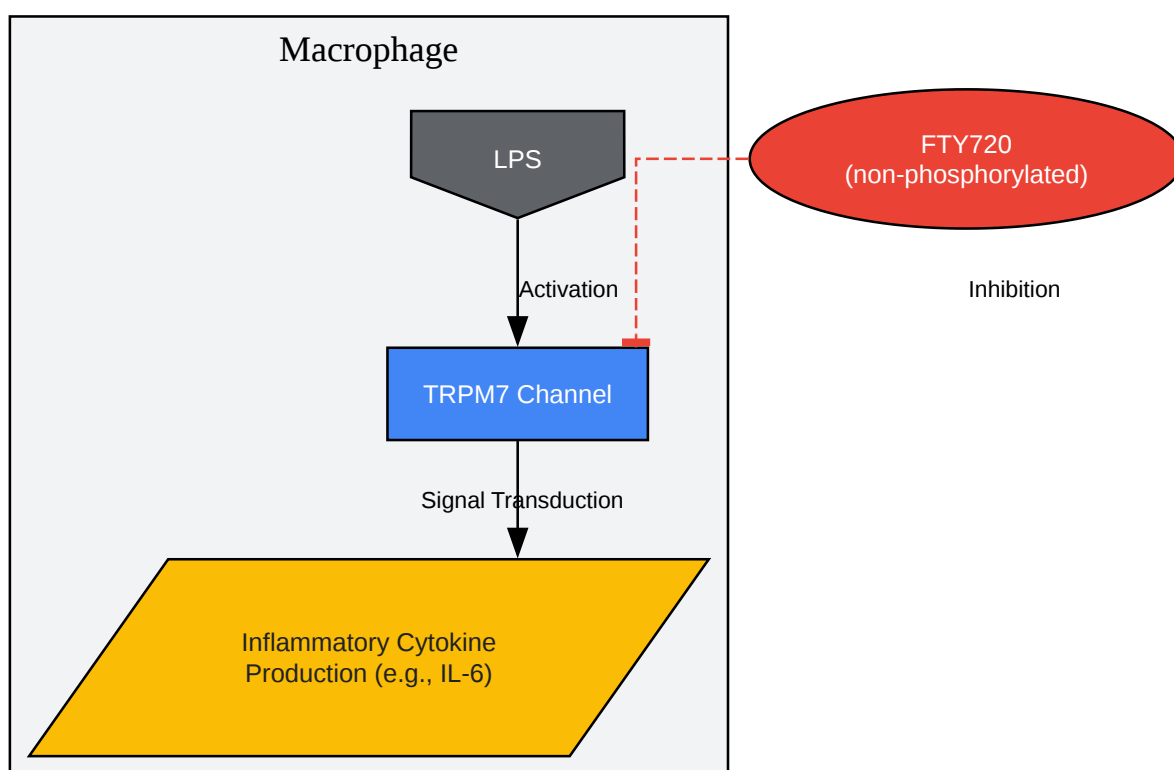 Macrophage
LPS
FTY720
(non-phosphorylated)
Activation
Inhibition
TRPM7 Channel
Signal Transduction
Inflammatory Cytokine
Production (e.g., IL-6)